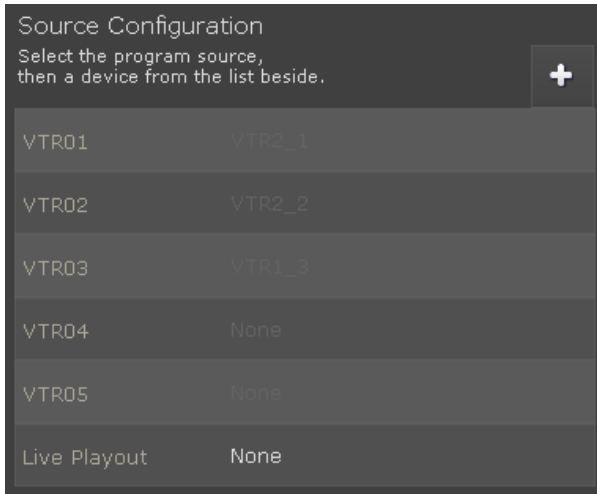 Source Configuration
Select the program source,
then a device from the list beside.
VTR01 VTR2_1
VTR02 VTR2_2
VTR03 VTR1_3
VTR04 None
VTR05 None
Live Playout None